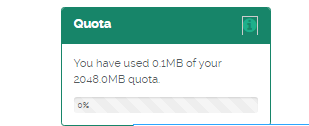 Quota
You have used 0.1MB of your
2048.0MB quota.
0%